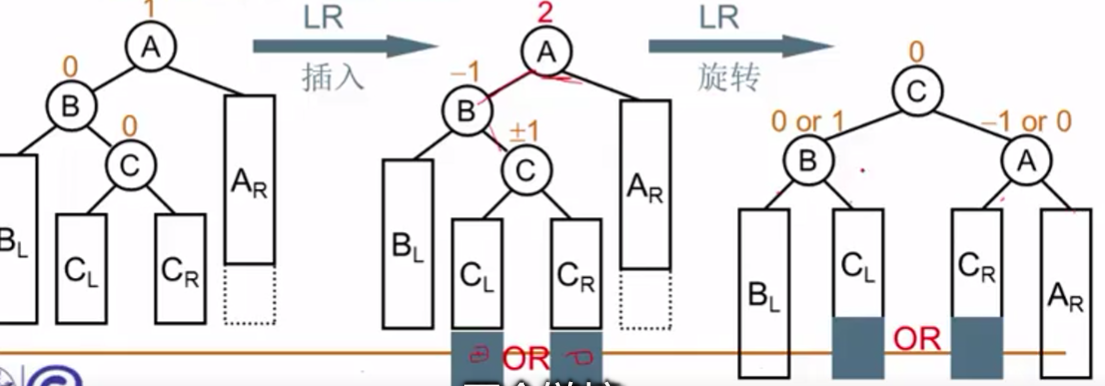 1
A
0
B
0
C
B_L
C_L
C_R
A_R
LR
插入
2
A
−1
B
±1
C
B_L
C_L
C_R
A_R
OR
LR
旋转
0
C
0 or 1
B
−1 or 0
A
B_L
C_L
C_R
A_R
OR